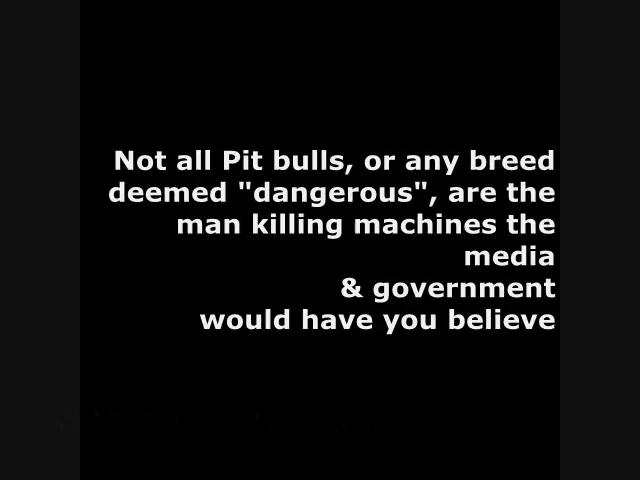 Not all Pit bulls, or any breed
deemed "dangerous", are the
man killing machines the
media
& government
would have you believe